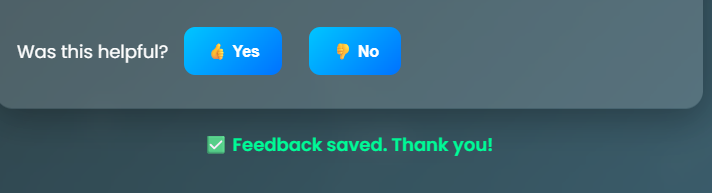 Was this helpful? 👍 Yes 👎 No
✅ Feedback saved. Thank you!